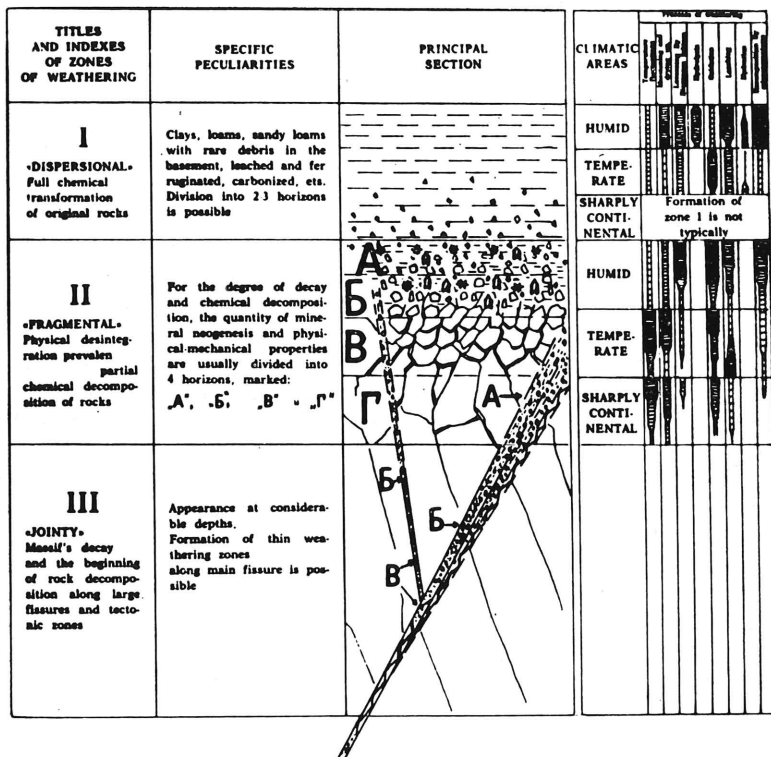 TITLES
AND INDEXES
OF ZONES
OF WEATHERING
SPECIFIC
PECULIARITIES
PRINCIPAL
SECTION
CLIMATIC
AREAS
I
«DISPERSIONAL»
Full chemical
transformation
of original rocks
Clays, loams, sandy loams
with rare debris in the
basement, leached and fer
ruginated, carbonized, ets.
Division into 2-3 horizons
is possible
HUMID
TEMPE-
RATE
SHARPLY
CONTI-
NENTAL
Formation of
zone 1 is not
typically
II
«FRAGMENTAL»
Physical desinteg-
ration prevalen
partial
chemical decompo-
sition of rocks
For the degree of decay
and chemical decomposi-
tion, the quantity of mine
ral neogenesis and physi-
cal-mechanical properties
are usually divided into
4 horizons, marked:
„А", „Б", „В" и „Г"
А
Б
В
Г
А
HUMID
TEMPE-
RATE
SHARPLY
CONTI-
NENTAL
III
«JOINTY»
Massif's decay
and the beginning
of rock decompo-
sition along large
fissures and tecto-
nic zones
Appearance at considera-
ble depths.
Formation of thin wea-
thering zones
along main fissure is pos-
sible
Б
Б
В